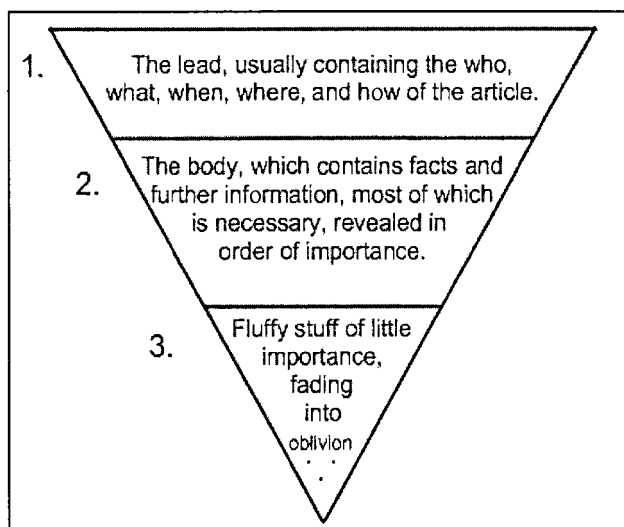 1.
The lead, usually containing the who,
what, when, where, and how of the article.
2.
The body, which contains facts and
further information, most of which
is necessary, revealed in
order of importance.
3.
Fluffy stuff of little
importance,
fading
into
oblivion
. . .